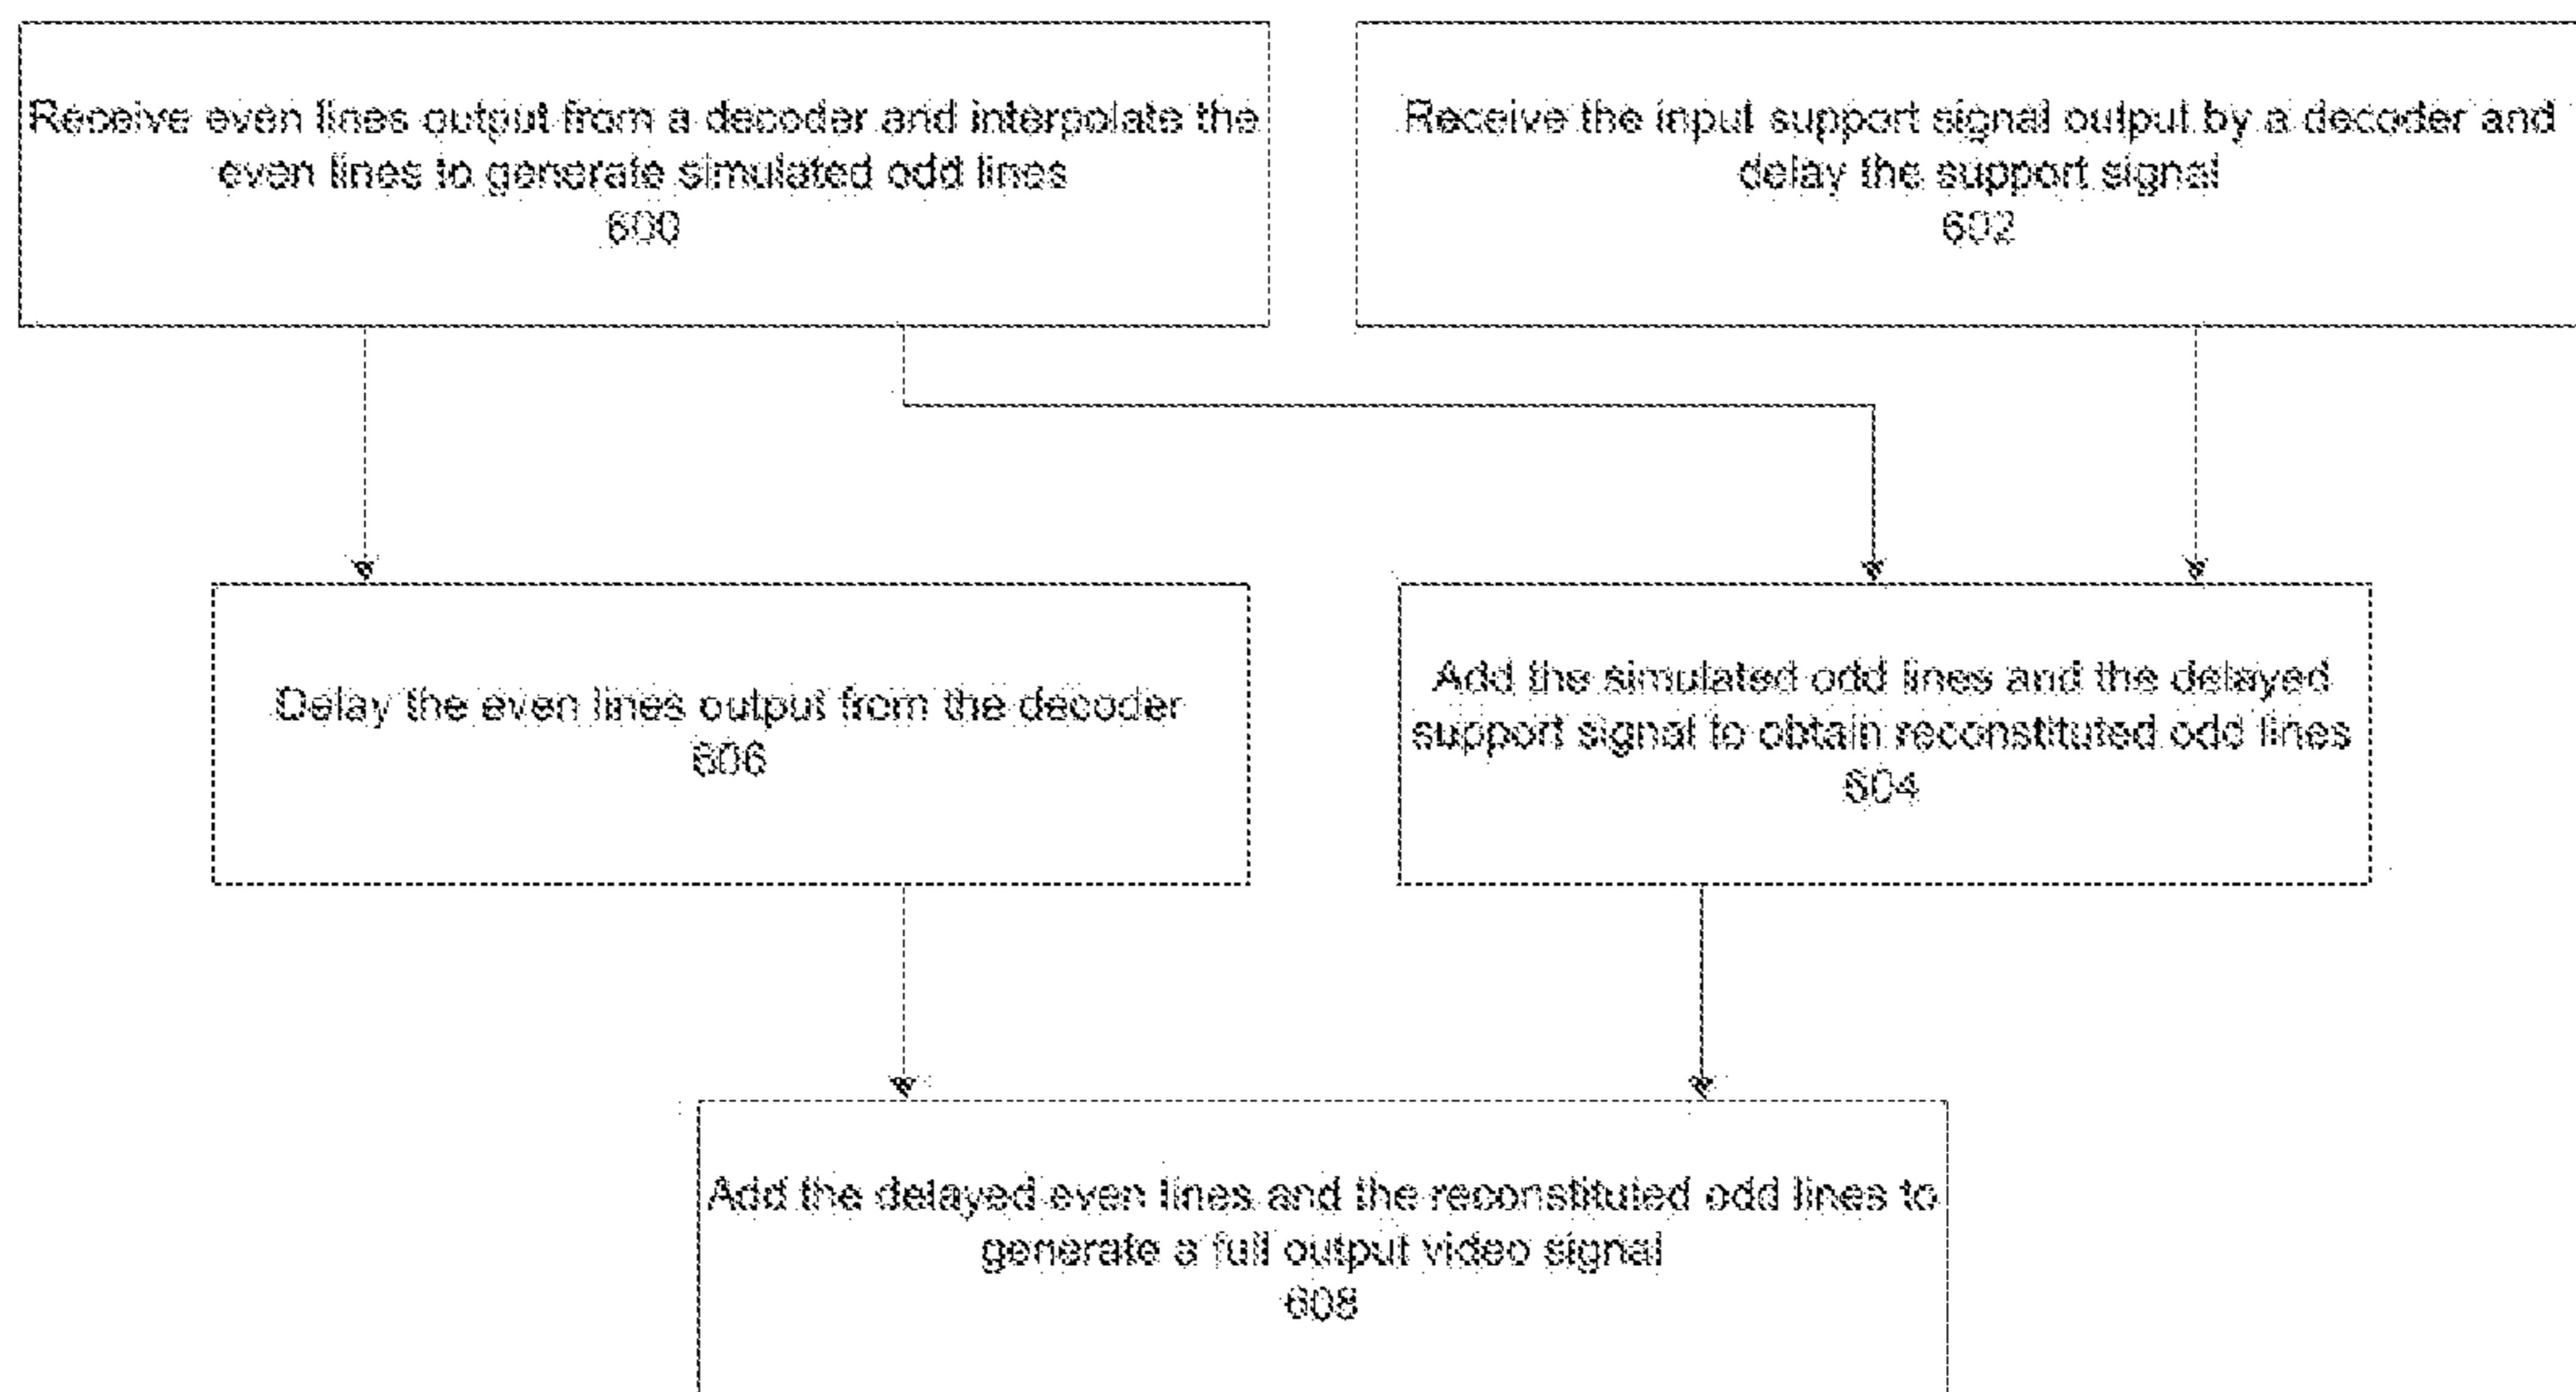 Receive even lines output from a decoder and interpolate the
even lines to generate simulated odd lines
600
Receive the input support signal output by a decoder and
delay the support signal
602
Delay the even lines output from the decoder
606
Add the simulated odd lines and the delayed
support signal to obtain reconstituted odd lines
604
Add the delayed even lines and the reconstituted odd lines to
generate a full output video signal
608